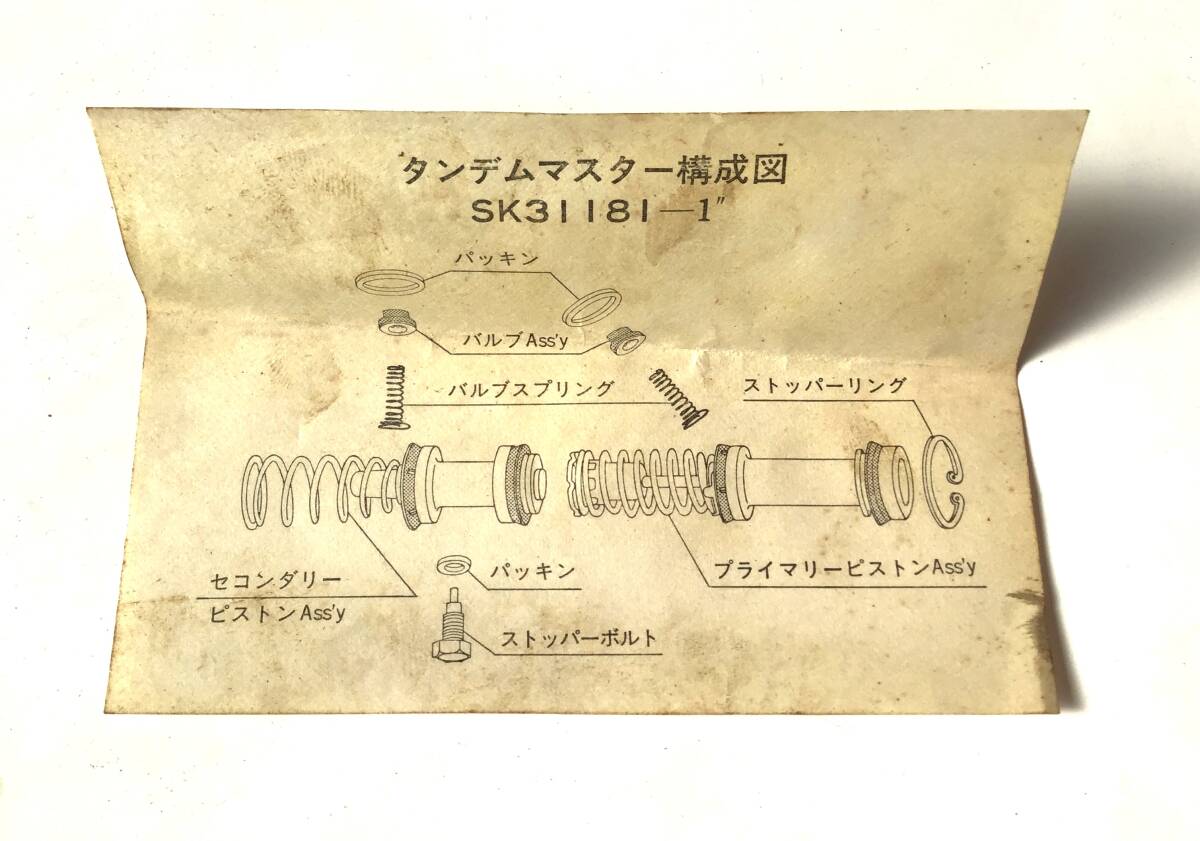 タンデムマスター構成図
SK31181—1″
パッキン
バルブAss'y
バルブスプリング
ストッパーリング
セコンダリー
ピストンAss'y
パッキン
プライマリーピストンAss'y
ストッパーボルト